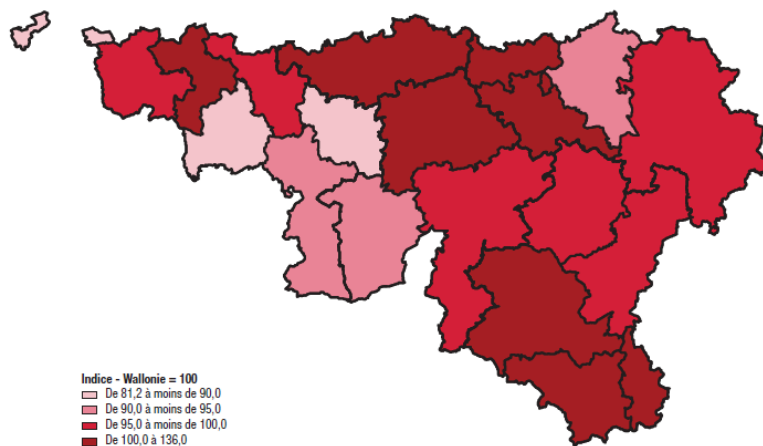 Indice - Wallonie = 100
De 81,2 à moins de 90,0
De 90,0 à moins de 95,0
De 95,0 à moins de 100,0
De 100,0 à 136,0